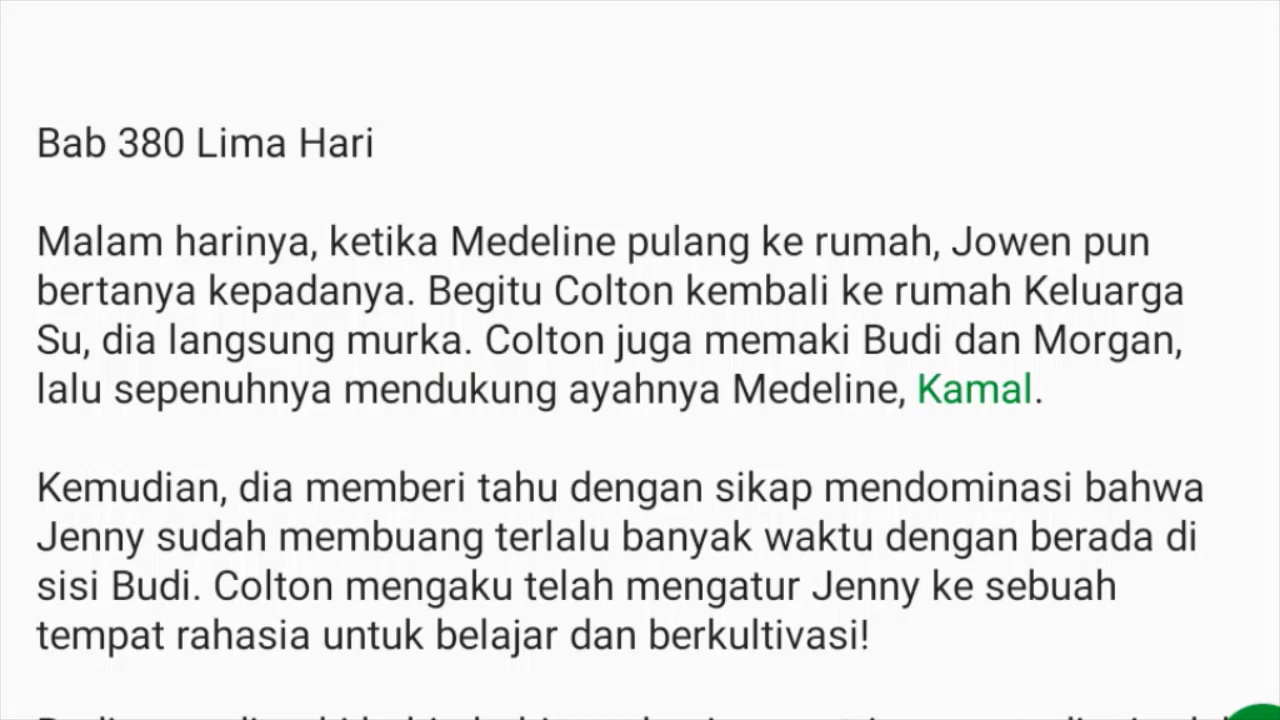 Bab 380 Lima Hari
Malam harinya, ketika Medeline pulang ke rumah, Jowen pun
bertanya kepadanya. Begitu Colton kembali ke rumah Keluarga
Su, dia langsung murka. Colton juga memaki Budi dan Morgan,
lalu sepenuhnya mendukung ayahnya Medeline, Kamal.
Kemudian, dia memberi tahu dengan sikap mendominasi bahwa
Jenny sudah membuang terlalu banyak waktu dengan berada di
sisi Budi. Colton mengaku telah mengatur Jenny ke sebuah
tempat rahasia untuk belajar dan berkultivasi!